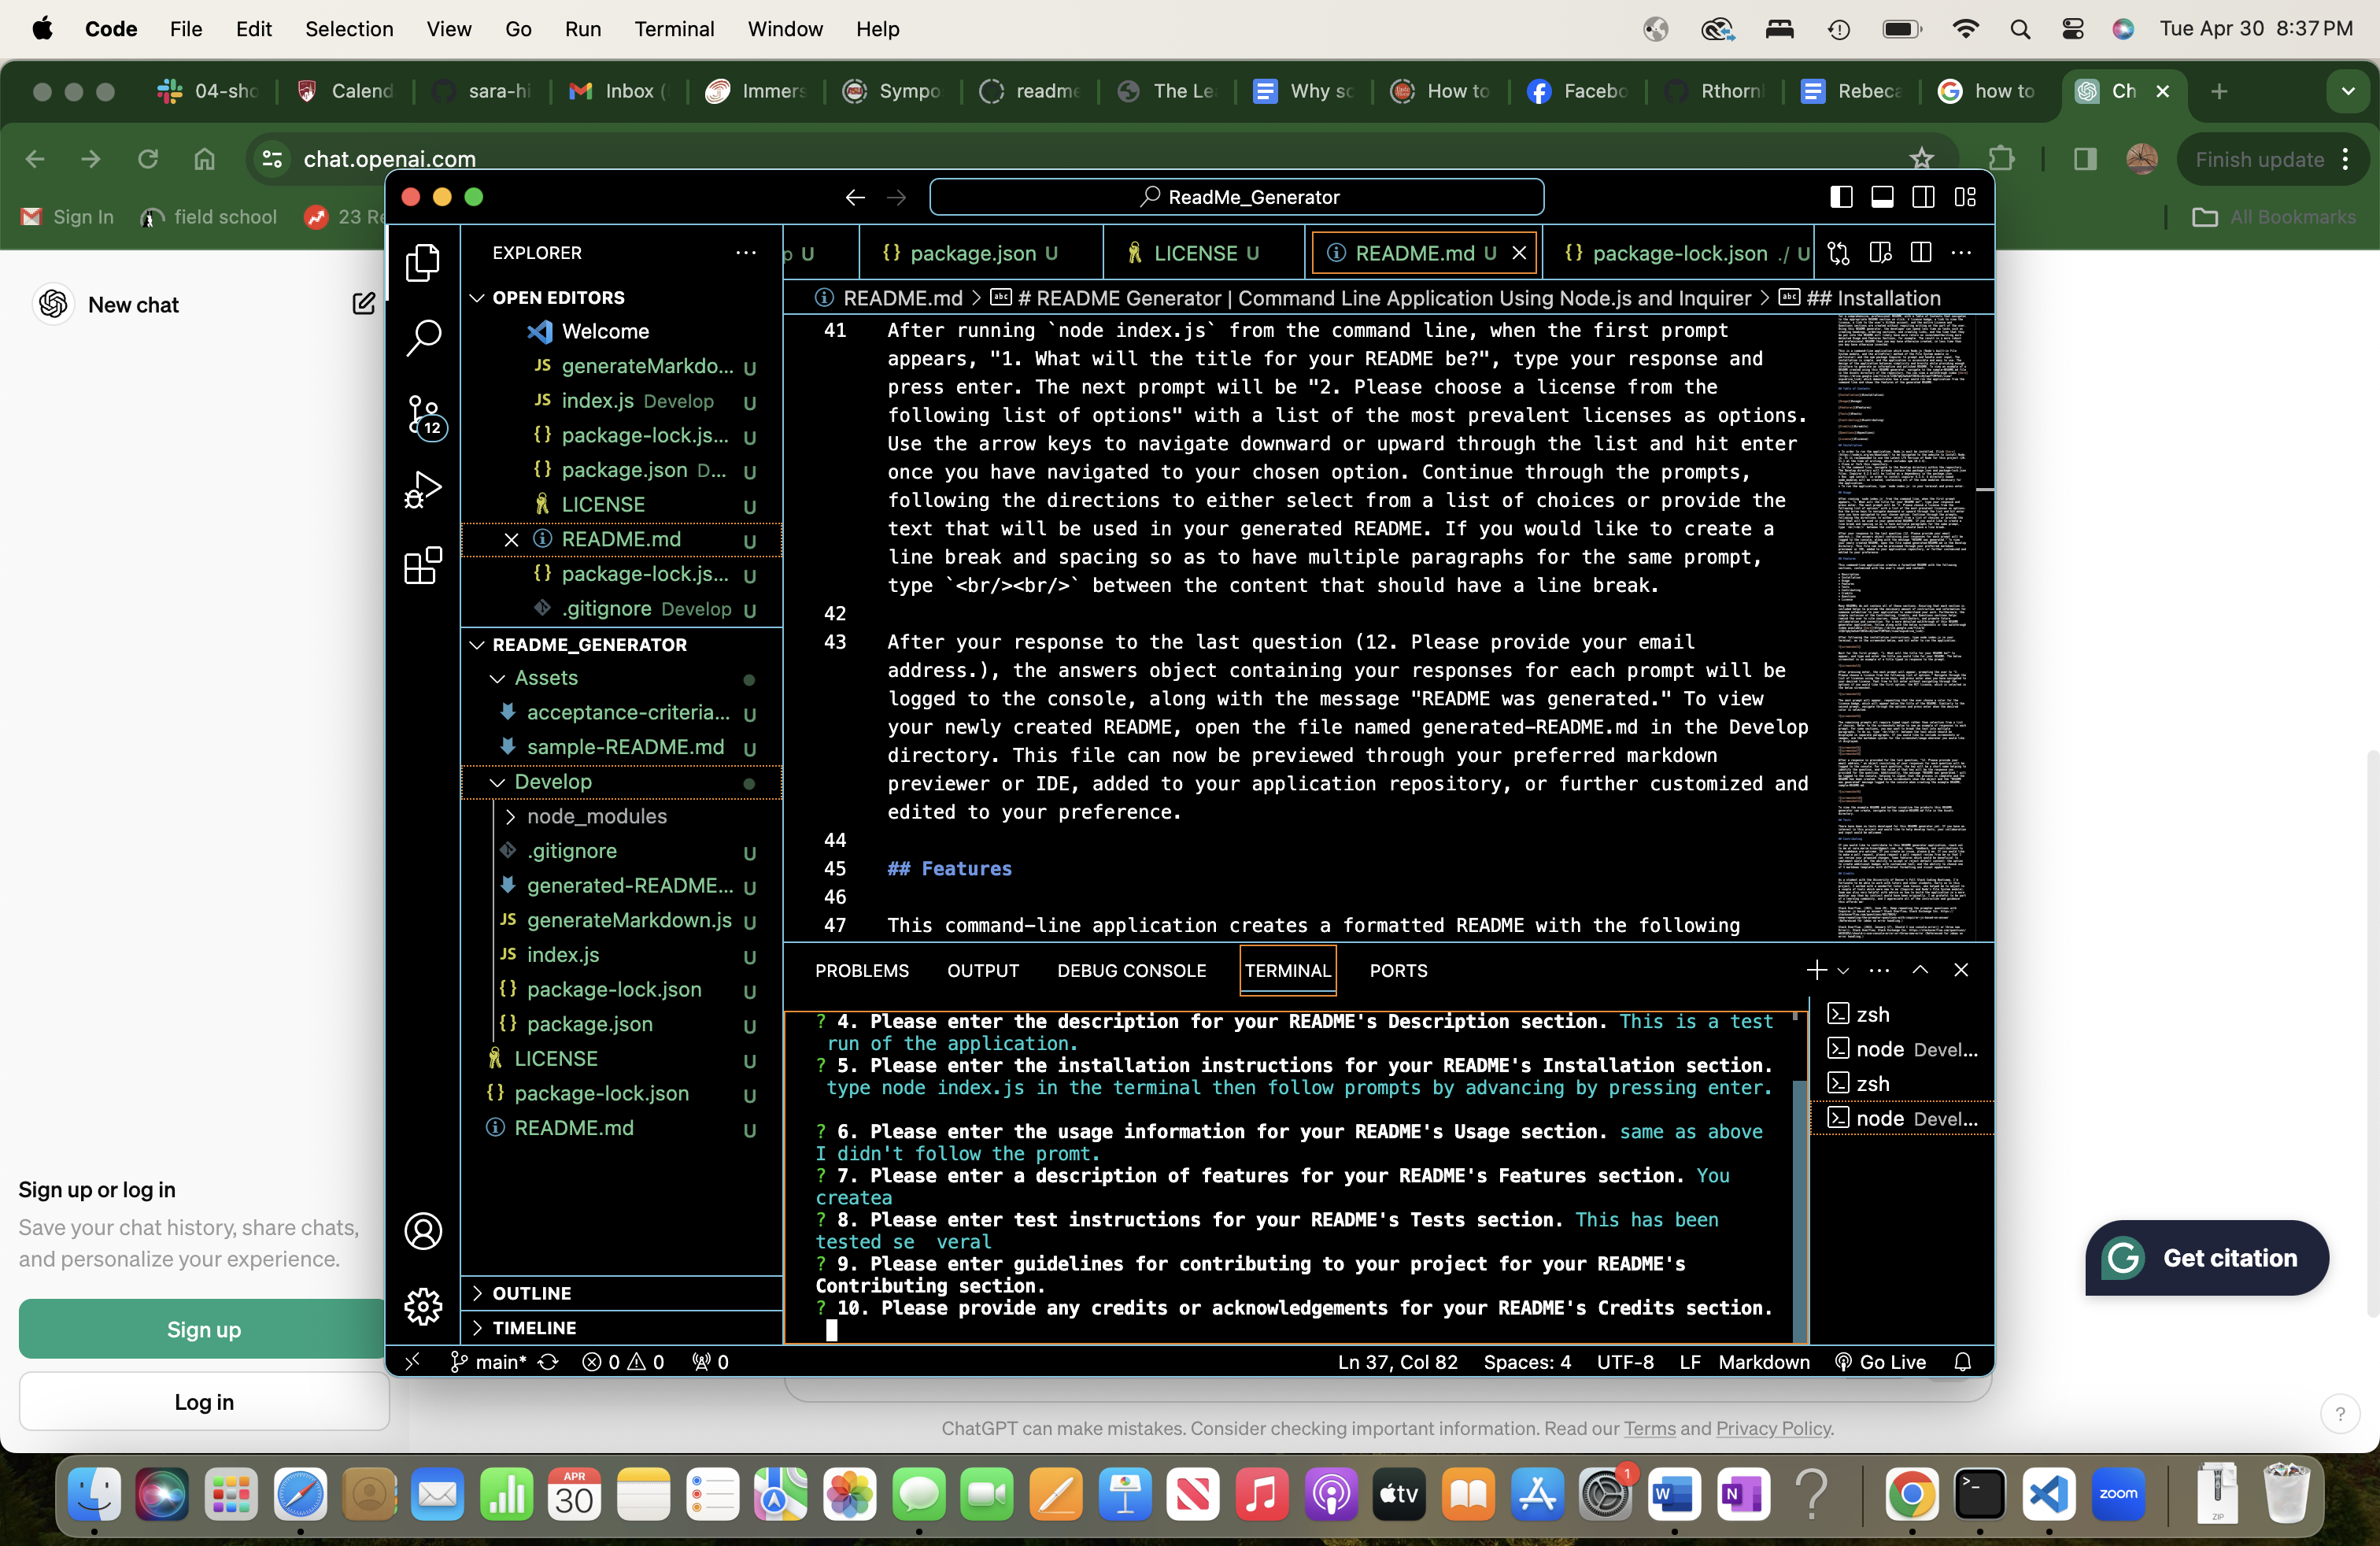 Code File Edit Selection View Go Run Terminal Window Help Tue Apr 30 8:37 PM
04-sho Calend sara-hi Inbox ( Immers Sympo readme The Le Why so How to Facebo Rthornl Rebeca how to Ch
chat.openai.com Finish update
Sign In field school 23 Re All Bookmarks
New chat
ReadMe_Generator
EXPLORER
OPEN EDITORS
Welcome
generateMarkdo... U
index.js Develop U
package-lock.js... U
package.json D... U
LICENSE U
README.md U
package-lock.js... U
.gitignore Develop U
README_GENERATOR
Assets
acceptance-criteria... U
sample-README.md U
Develop
node_modules
.gitignore U
generated-README... U
JS generateMarkdown.js U
JS index.js U
{} package-lock.json U
{} package.json U
LICENSE U
{} package-lock.json U
README.md U
OUTLINE
TIMELINE
p U {} package.json U LICENSE U README.md U {} package-lock.json ./ U
README.md > # README Generator | Command Line Application Using Node.js and Inquirer > ## Installation
41 After running `node index.js` from the command line, when the first prompt
appears, "1. What will the title for your README be?", type your response and
press enter. The next prompt will be "2. Please choose a license from the
following list of options" with a list of the most prevalent licenses as options.
Use the arrow keys to navigate downward or upward through the list and hit enter
once you have navigated to your chosen option. Continue through the prompts,
following the directions to either select from a list of choices or provide the
text that will be used in your generated README. If you would like to create a
line break and spacing so as to have multiple paragraphs for the same prompt,
type `<br/><br/>` between the content that should have a line break.
42
43 After your response to the last question (12. Please provide your email
address.), the answers object containing your responses for each prompt will be
logged to the console, along with the message "README was generated." To view
your newly created README, open the file named generated-README.md in the Develop
directory. This file can now be previewed through your preferred markdown
previewer or IDE, added to your application repository, or further customized and
edited to your preference.
44
45 ## Features
46
47 This command-line application creates a formatted README with the following
PROBLEMS OUTPUT DEBUG CONSOLE TERMINAL PORTS
? 4. Please enter the description for your README's Description section. This is a test
run of the application.
? 5. Please enter the installation instructions for your README's Installation section.
type node index.js in the terminal then follow prompts by advancing by pressing enter.
? 6. Please enter the usage information for your README's Usage section. same as above
I didn't follow the promt.
? 7. Please enter a description of features for your README's Features section. You
createa
? 8. Please enter test instructions for your README's Tests section. This has been
tested se veral
? 9. Please enter guidelines for contributing to your project for your README's
Contributing section.
? 10. Please provide any credits or acknowledgements for your README's Credits section.
zsh
node Devel...
zsh
node Devel...
12
main* 0 0 0 Ln 37, Col 82 Spaces: 4 UTF-8 LF Markdown Go Live
Sign up or log in
Save your chat history, share chats,
and personalize your experience.
Sign up
Log in
Get citation
ChatGPT can make mistakes. Consider checking important information. Read our Terms and Privacy Policy.
?
APR
30
tv
1
W
N
zoom
ZIP